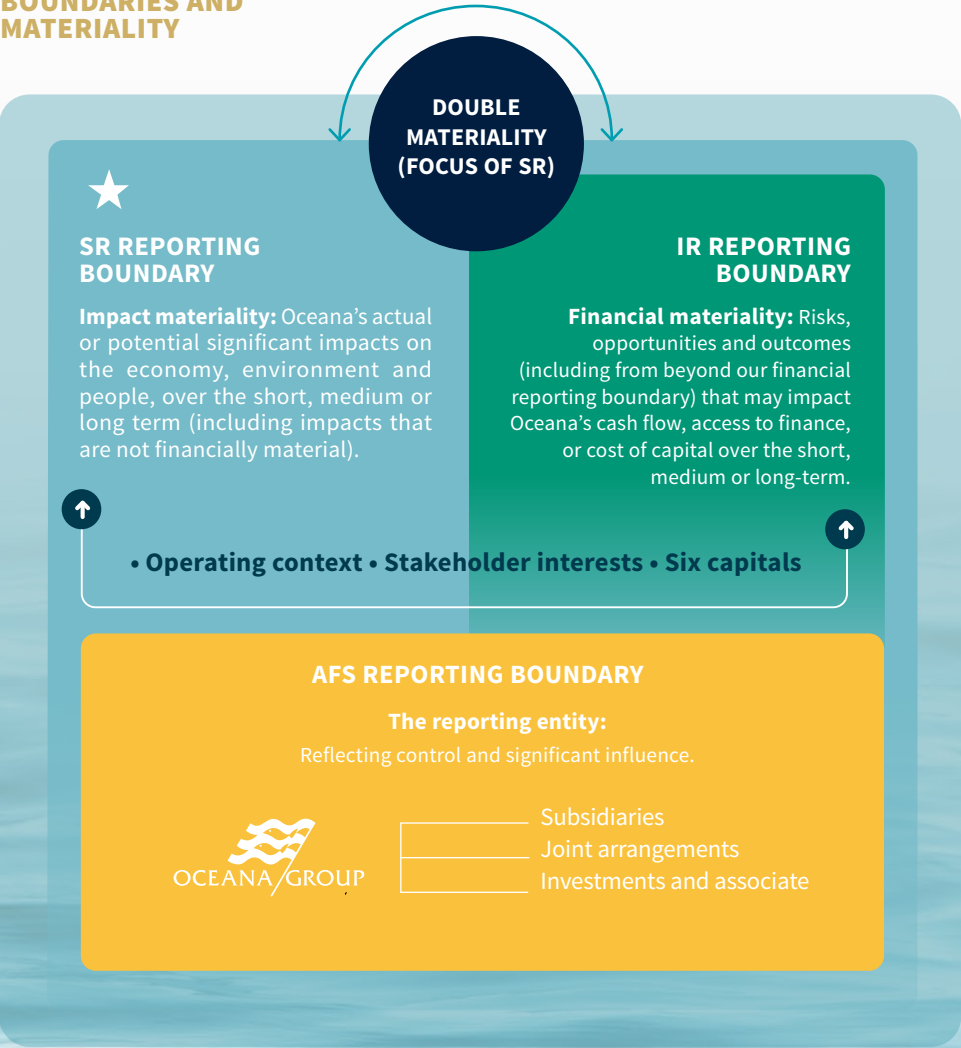 BOUNDARIES AND
MATERIALITY
DOUBLE
MATERIALITY
(FOCUS OF SR)
SR REPORTING
BOUNDARY
Impact materiality: Oceana’s actual
or potential significant impacts on
the economy, environment and
people, over the short, medium or
long term (including impacts that
are not financially material).
IR REPORTING
BOUNDARY
Financial materiality: Risks,
opportunities and outcomes
(including from beyond our financial
reporting boundary) that may impact
Oceana’s cash flow, access to finance,
or cost of capital over the short,
medium or long-term.
• Operating context • Stakeholder interests • Six capitals
AFS REPORTING BOUNDARY
The reporting entity:
Reflecting control and significant influence.
OCEANA GROUP
Subsidiaries
Joint arrangements
Investments and associate